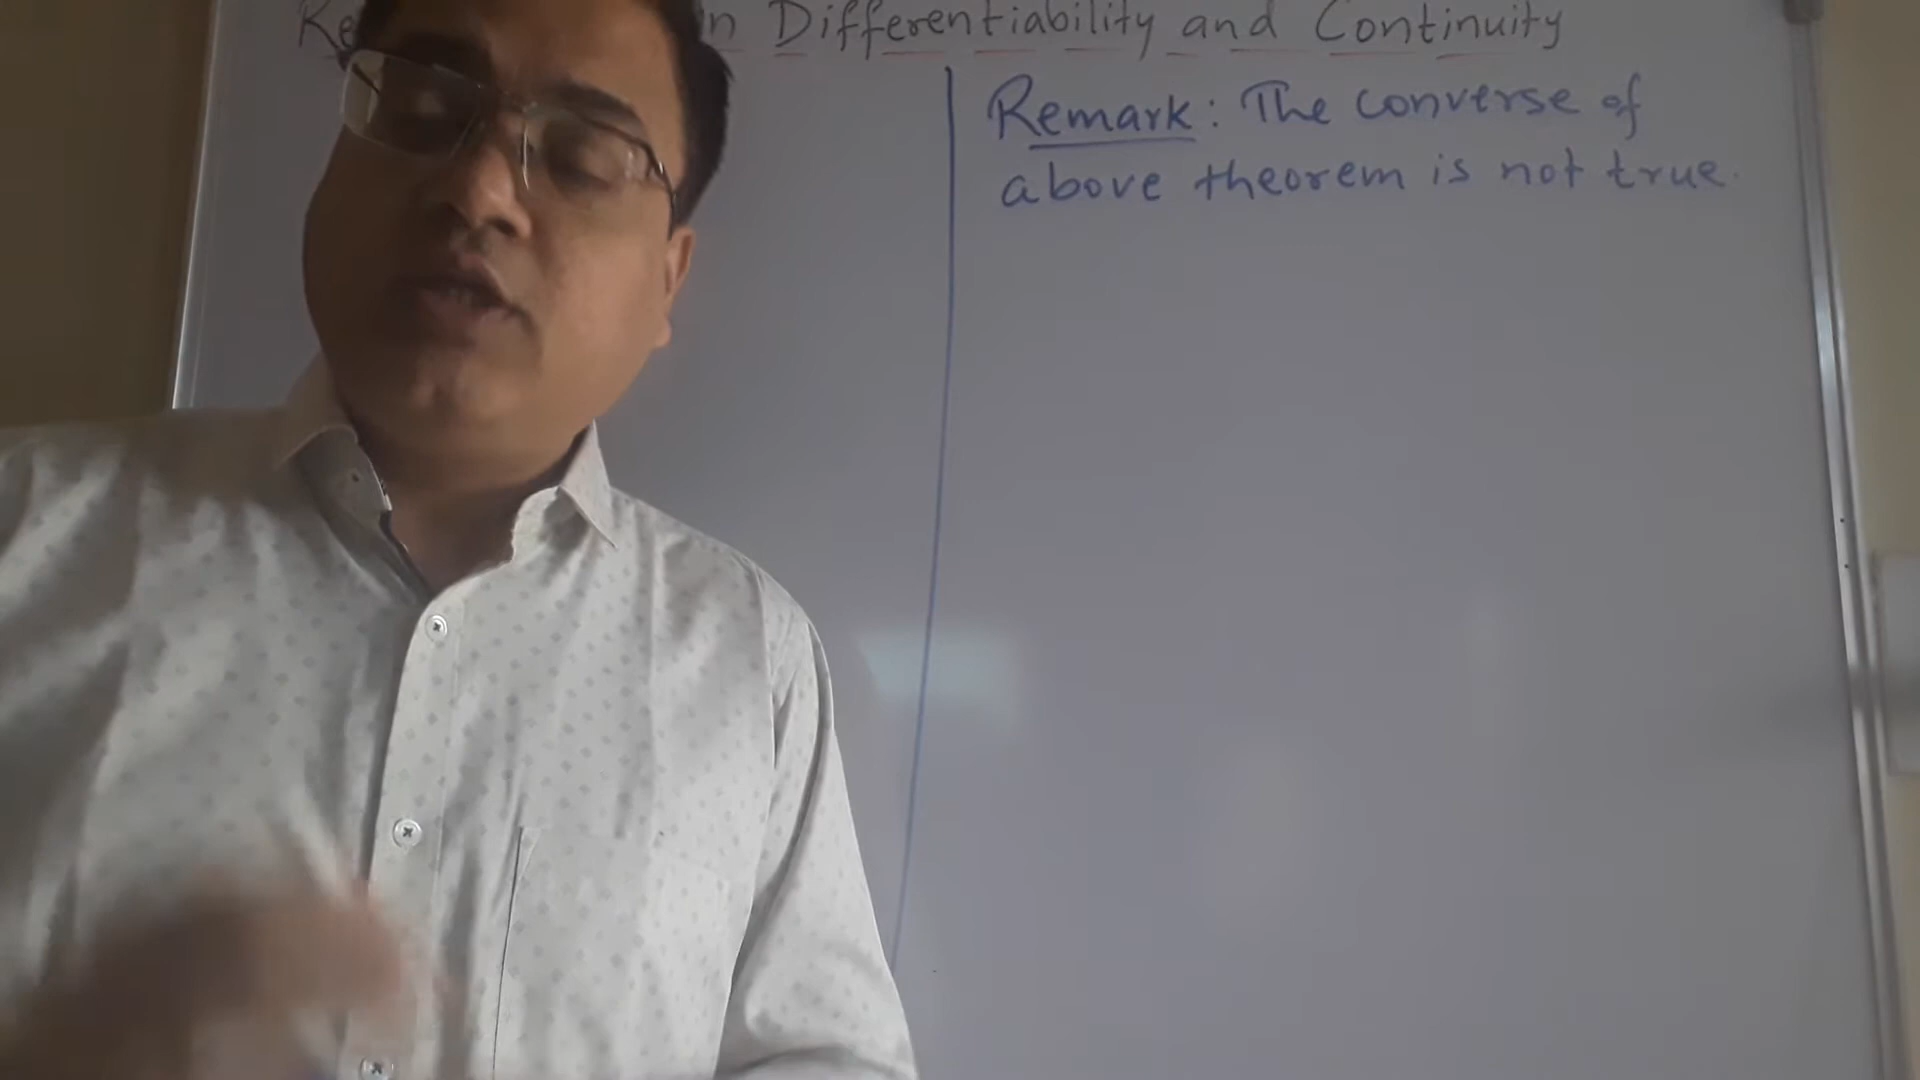 Differentiability and Continuity
Remark: The converse of
above theorem is not true.